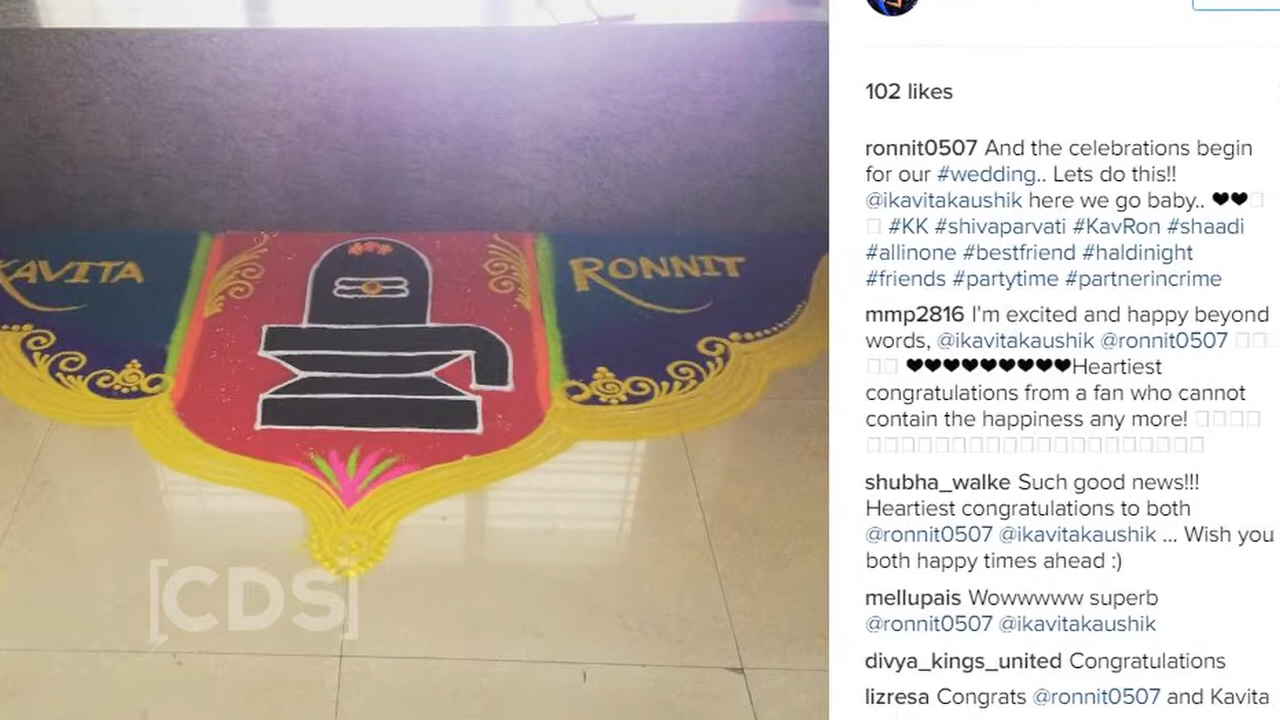 KAVITA
RONNIT
[CDS]
102 likes
ronnit0507 And the celebrations begin
for our #wedding.. Lets do this!!
@ikavitakaushik here we go baby.. ❤❤
#KK #shivaparvati #KavRon #shaadi
#allinone #bestfriend #haldinight
#friends #partytime #partnerincrime
mmp2816 I'm excited and happy beyond
words, @ikavitakaushik @ronnit0507
❤❤❤❤❤❤❤❤❤Heartiest
congratulations from a fan who cannot
contain the happiness any more!
shubha_walke Such good news!!!
Heartiest congratulations to both
@ronnit0507 @ikavitakaushik ... Wish you
both happy times ahead :)
mellupais Wowwwww superb
@ronnit0507 @ikavitakaushik
divya_kings_united Congratulations
lizresa Congrats @ronnit0507 and Kavita